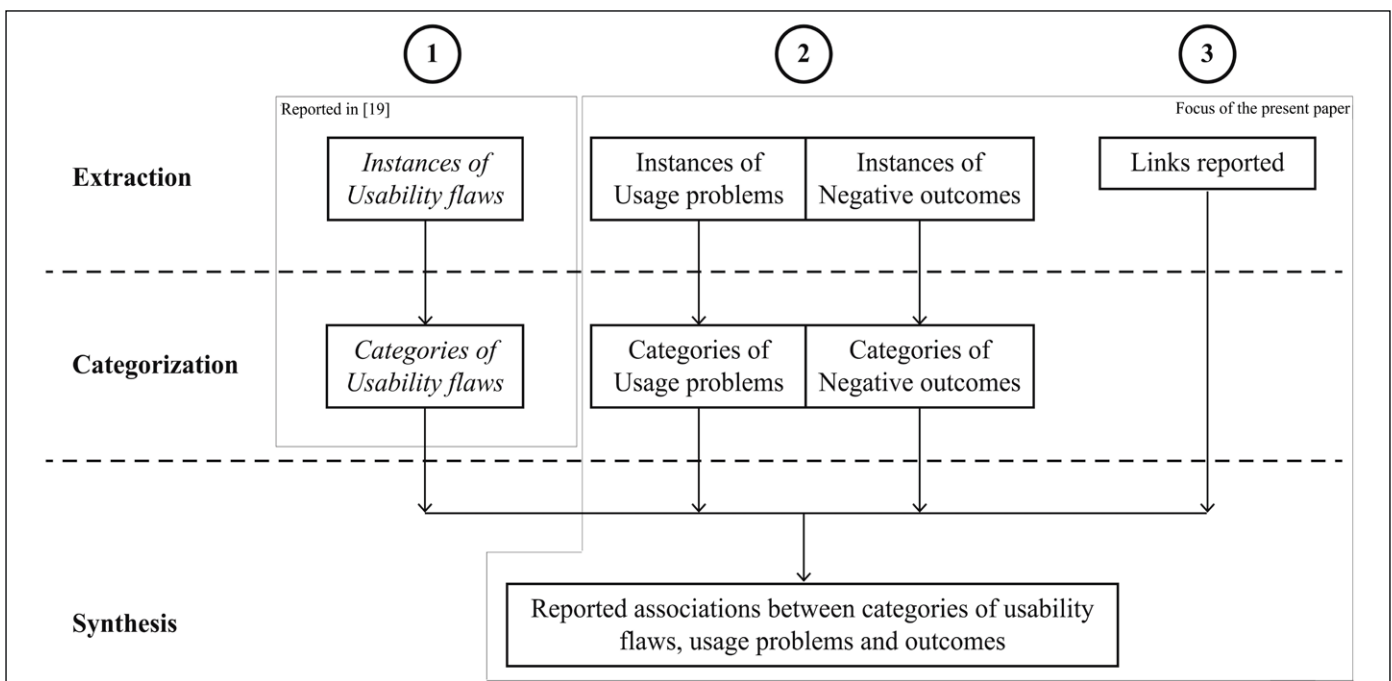 1
2
3
Reported in [19]
Focus of the present paper
Extraction
Instances of
Usability flaws
Instances of
Usage problems
Instances of
Negative outcomes
Links reported
Categorization
Categories of
Usability flaws
Categories of
Usage problems
Categories of
Negative outcomes
Synthesis
Reported associations between categories of usability
flaws, usage problems and outcomes